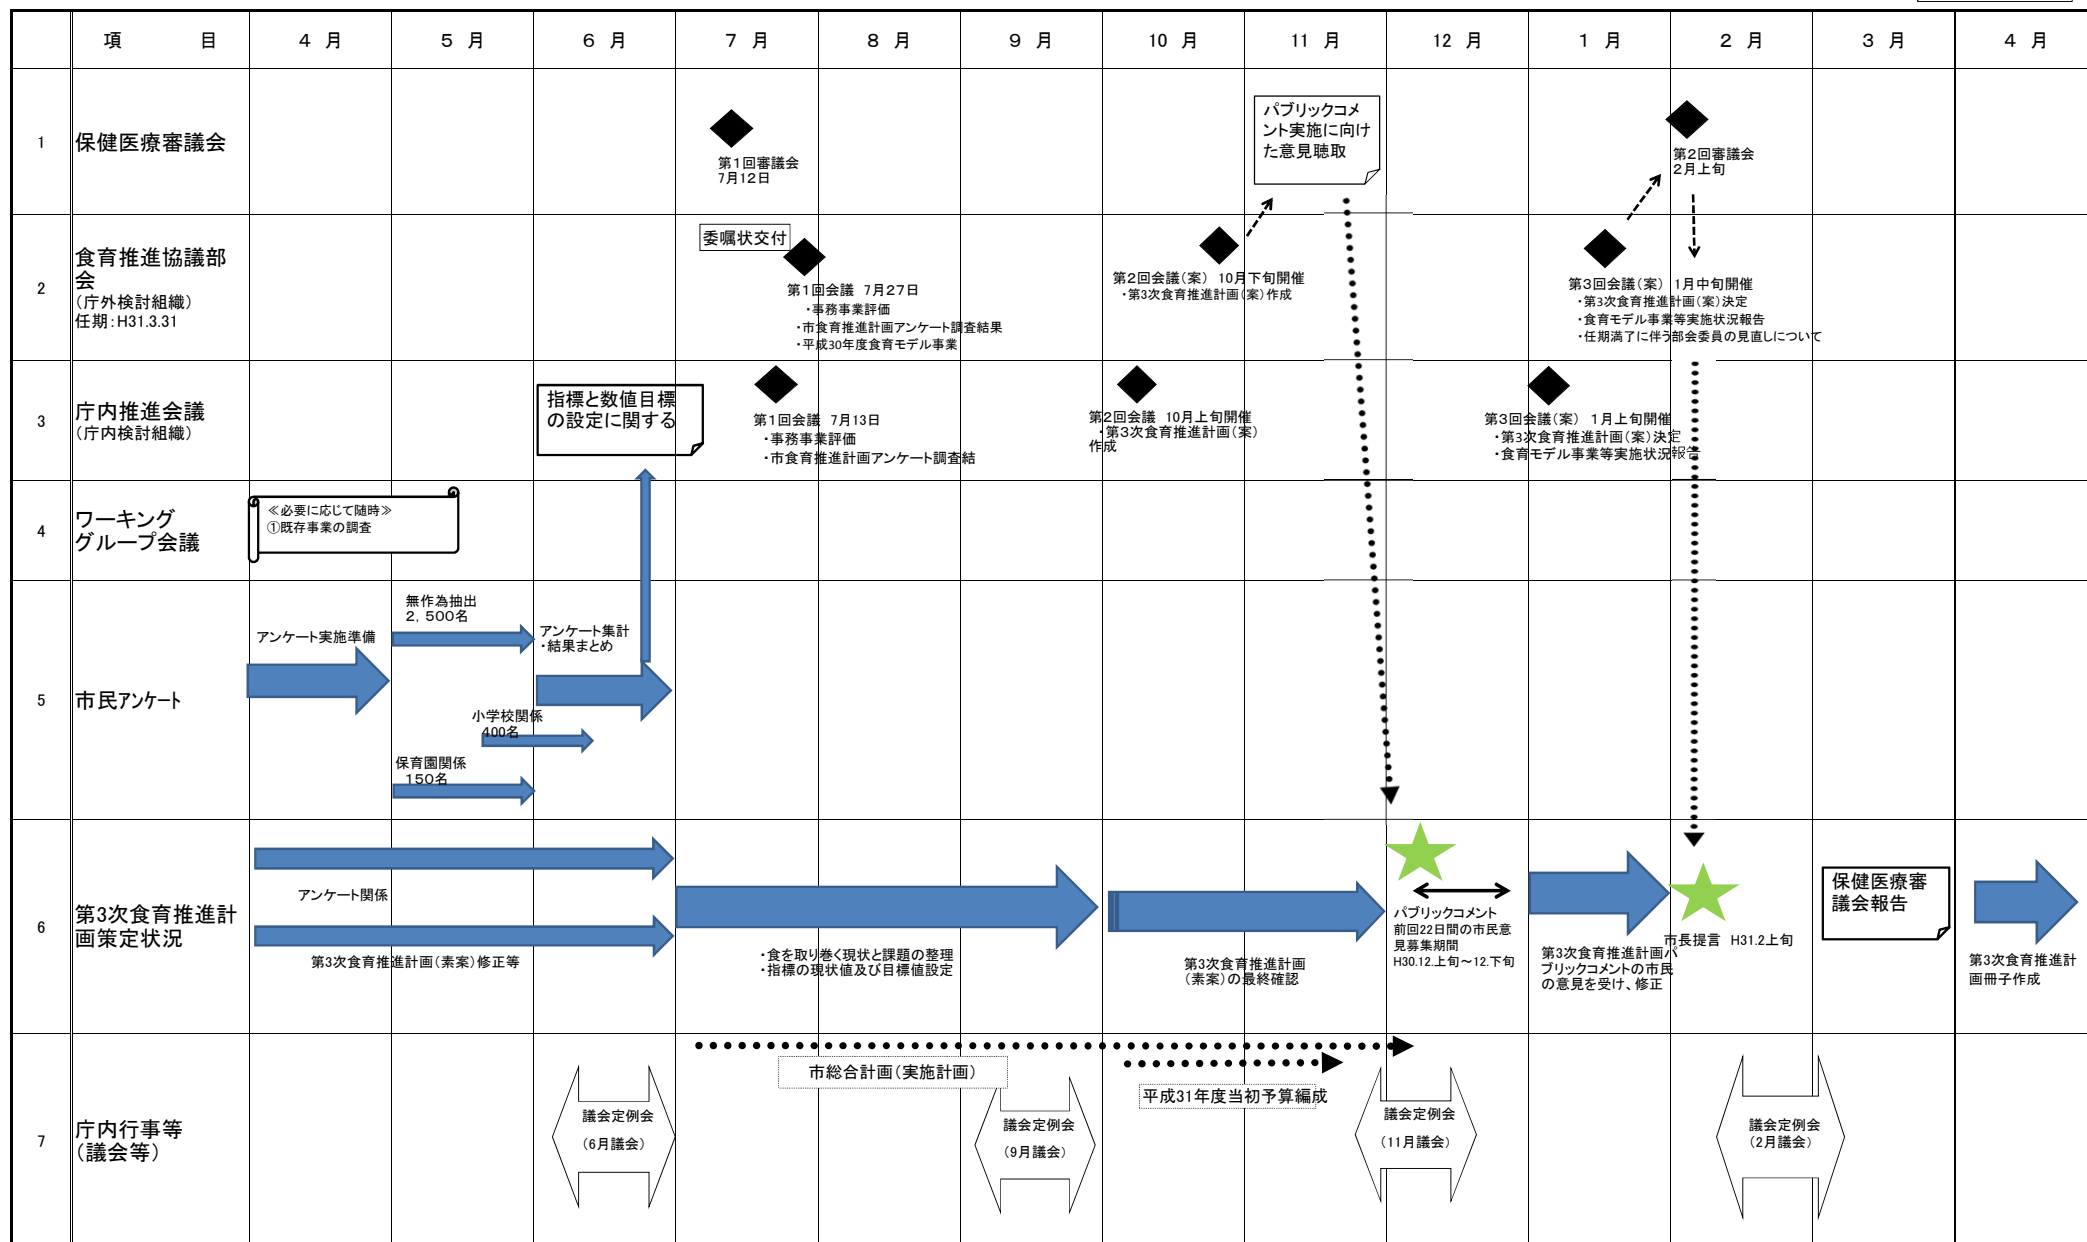 項　目
4 月
5 月
6 月
7 月
8 月
9 月
10 月
11 月
12 月
1 月
2 月
3 月
4 月
1
保健医療審議会
第1回審議会
7月12日
パブリックコメ
ント実施に向け
た意見聴取
第2回審議会
2月上旬
2
食育推進協議部
会
（庁外検討組織）
任期：H31.3.31
委嘱状交付
第1回会議 7月27日
・事務事業評価
・市食育推進計画アンケート調査結果
・平成30年度食育モデル事業
第2回会議（案） 10月下旬開催
・第3次食育推進計画（案）作成
第3回会議（案） 1月中旬開催
・第3次食育推進計画（案）決定
・食育モデル事業等実施状況報告
・任期満了に伴う部会委員の見直しについて
3
庁内推進会議
（庁内検討組織）
指標と数値目標
の設定に関する
第1回会議 7月13日
・事務事業評価
・市食育推進計画アンケート調査結
第2回会議 10月上旬開催
・第3次食育推進計画（案）
作成
第3回会議（案） 1月上旬開催
・第3次食育推進計画（案）決定
・食育モデル事業等実施状況報告
4
ワーキング
グループ会議
≪必要に応じて随時≫
①既存事業の調査
5
市民アンケート
アンケート実施準備
無作為抽出
2，500名
アンケート集計
・結果まとめ
小学校関係
400名
保育園関係
150名
6
第3次食育推進計
画策定状況
アンケート関係
第3次食育推進計画（素案）修正等
・食を取り巻く現状と課題の整理
・指標の現状値及び目標値設定
第3次食育推進計画
（素案）の最終確認
パブリックコメント
前回22日間の市民意
見募集期間
H30.12.上旬～12.下旬
第3次食育推進計画パ
ブリックコメントの市民
の意見を受け、修正
市長提言 H31.2上旬
保健医療審
議会報告
第3次食育推進計
画冊子作成
7
庁内行事等
（議会等）
議会定例会
（6月議会）
市総合計画（実施計画）
議会定例会
（9月議会）
平成31年度当初予算編成
議会定例会
（11月議会）
議会定例会
（2月議会）